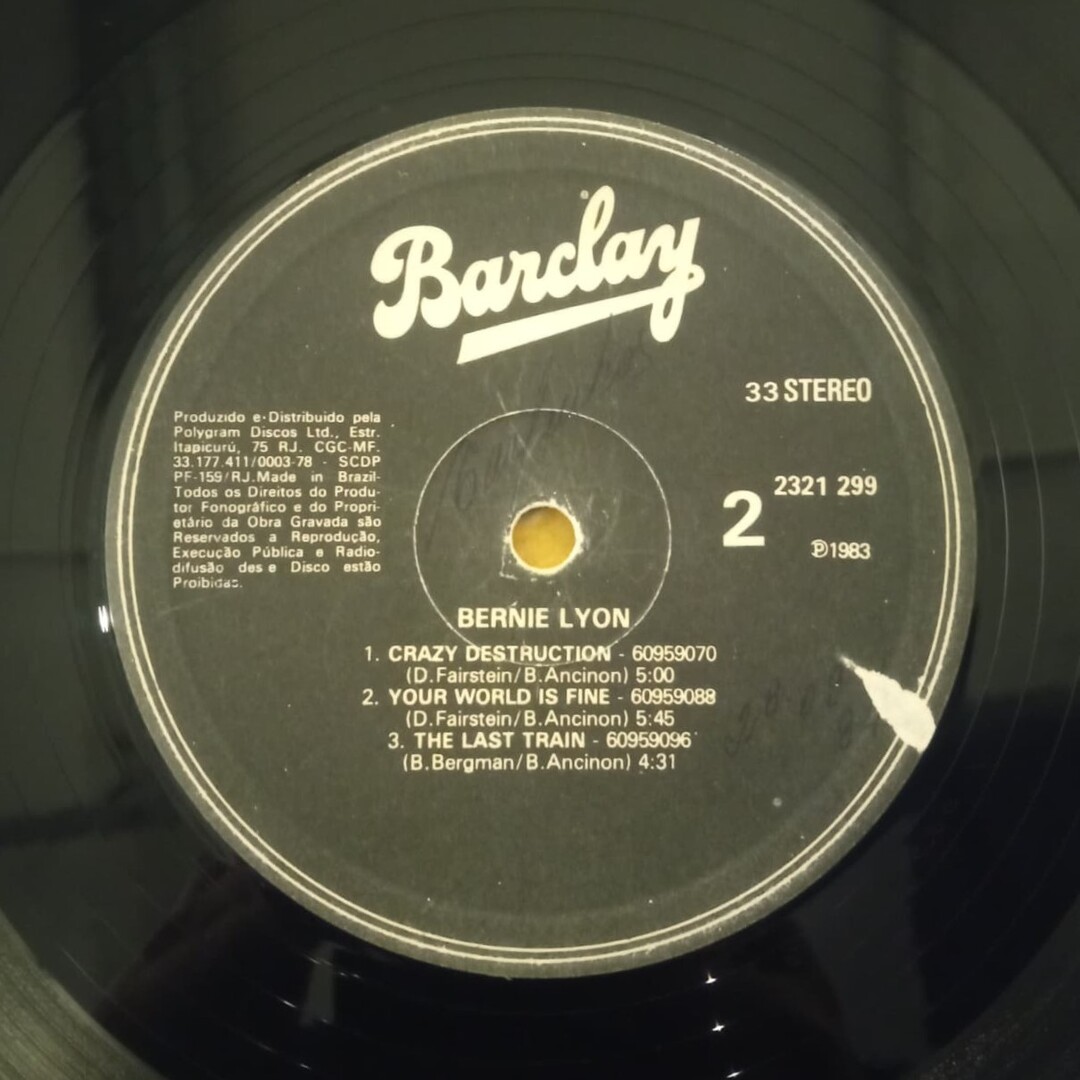 Barclay
33 STEREO
Produzido e Distribuido pela
Polygram Discos Ltd., Estr.
Itapicurú, 75 RJ. CGC-MF.
33.177.411/0003-78 - SCDP
PF-159/RJ.Made in Brazil-
Todos os Direitos do Produ-
tor Fonográfico e do Propri-
etário da Obra Gravada são
Reservados a Reprodução,
Execução Pública e Radio-
difusão des e Disco estão
Proibidas.
2
2321 299
℗1983
BERNIE LYON
1. CRAZY DESTRUCTION - 60959070
(D.Fairstein/B.Ancinon) 5:00
2. YOUR WORLD IS FINE - 60959088
(D.Fairstein/B.Ancinon) 5:45
3. THE LAST TRAIN - 60959096
(B.Bergman/B.Ancinon) 4:31